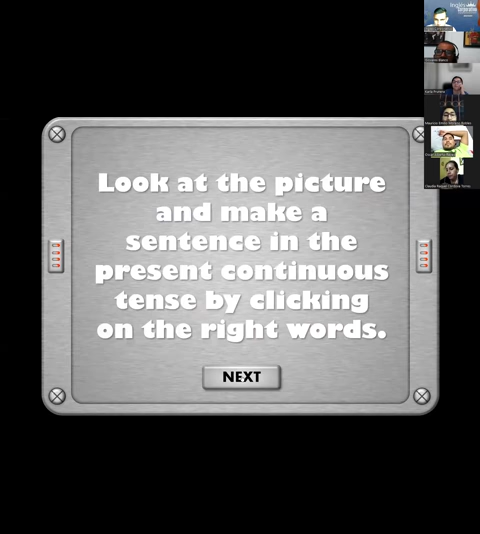 Look at the picture
and make a
sentence in the
present continuous
tense by clicking
on the right words.
NEXT